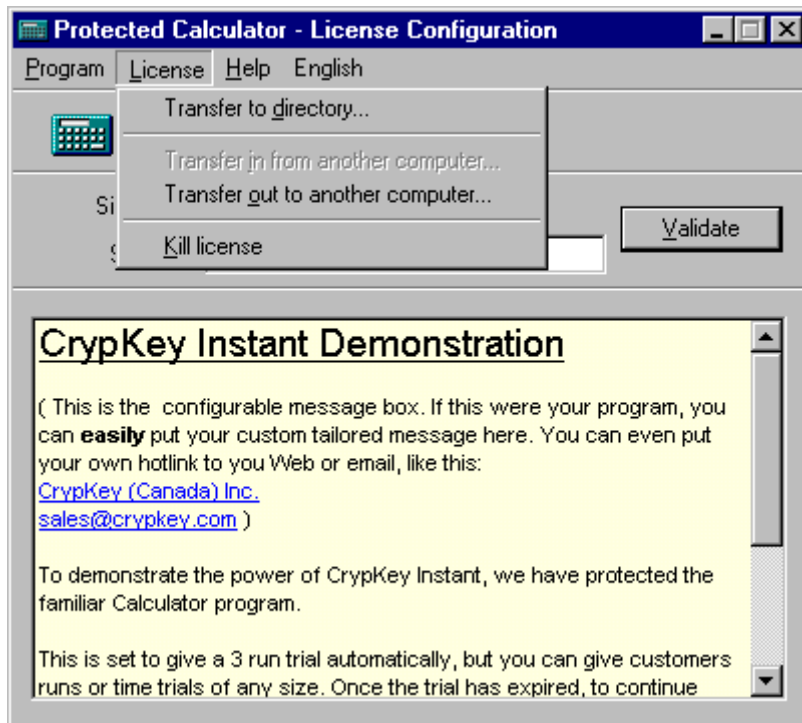 Protected Calculator - License Configuration
Program License Help English
Transfer to directory...
Transfer in from another computer...
Transfer out to another computer...
Kill license
Si
Validate
CrypKey Instant Demonstration
( This is the configurable message box. If this were your program, you
can easily put your custom tailored message here. You can even put
your own hotlink to you Web or email, like this:
CrypKey (Canada) Inc.
sales@crypkey.com )
To demonstrate the power of CrypKey Instant, we have protected the
familiar Calculator program.
This is set to give a 3 run trial automatically, but you can give customers
runs or time trials of any size. Once the trial has expired, to continue